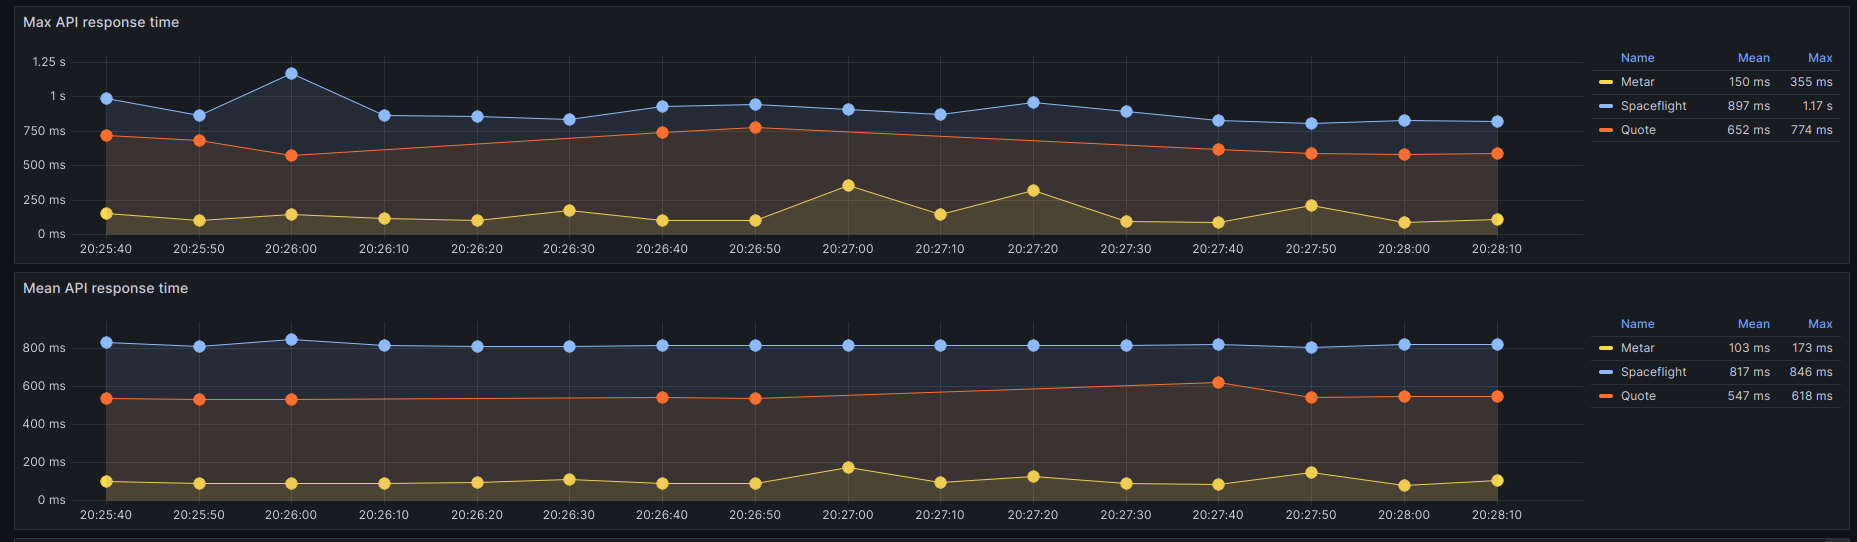 Max API response time
Name Mean Max
1.25 s
Metar 150 ms 355 ms
1 s
Spaceflight 897 ms 1.17 s
750 ms
Quote 652 ms 774 ms
500 ms
250 ms
0 ms
20:25:40 20:25:50 20:26:00 20:26:10 20:26:20 20:26:30 20:26:40 20:26:50 20:27:00 20:27:10 20:27:20 20:27:30 20:27:40 20:27:50 20:28:00 20:28:10
Mean API response time
Name Mean Max
800 ms
Metar 103 ms 173 ms
Spaceflight 817 ms 846 ms
600 ms
Quote 547 ms 618 ms
400 ms
200 ms
0 ms
20:25:40 20:25:50 20:26:00 20:26:10 20:26:20 20:26:30 20:26:40 20:26:50 20:27:00 20:27:10 20:27:20 20:27:30 20:27:40 20:27:50 20:28:00 20:28:10